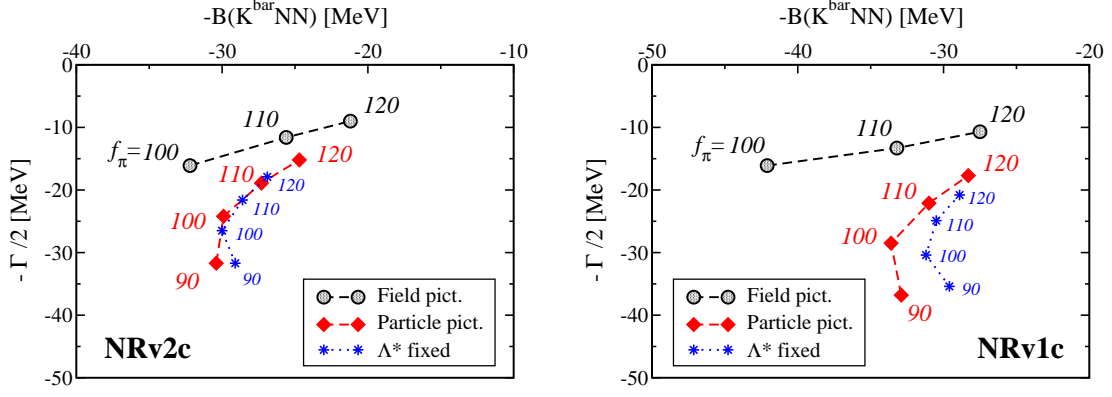 -B(K^bar NN) [MeV]
-40 -30 -20 -10
0
-10
-20
-30
-40
-50
- Γ /2 [MeV]
f_π=100
110
120
120
110
100
90
120
110
100
90
Field pict.
Particle pict.
Λ* fixed
NRv2c
-B(K^bar NN) [MeV]
-50 -40 -30 -20
0
-10
-20
-30
-40
-50
- Γ /2 [MeV]
f_π=100
110
120
120
110
100
90
120
110
100
90
Field pict.
Particle pict.
Λ* fixed
NRv1c